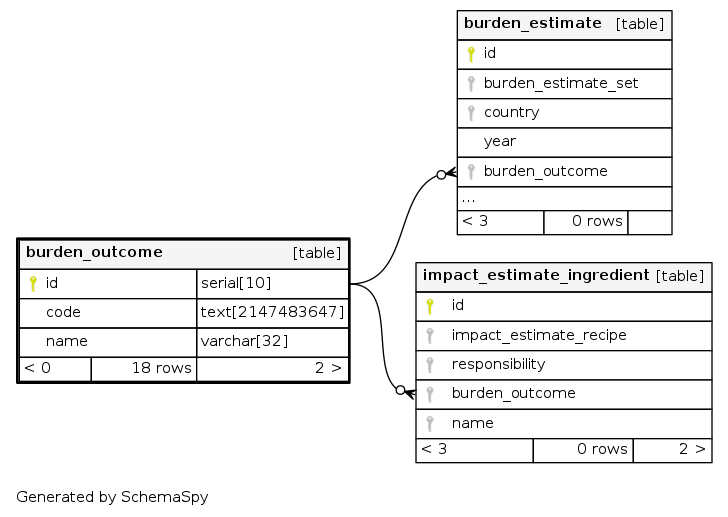 burden_estimate [table]
id
burden_estimate_set
country
year
burden_outcome
...
< 3 0 rows
burden_outcome [table]
id serial[10]
code text[2147483647]
name varchar[32]
< 0 18 rows 2 >
impact_estimate_ingredient [table]
id
impact_estimate_recipe
responsibility
burden_outcome
name
< 3 0 rows 2 >
Generated by SchemaSpy